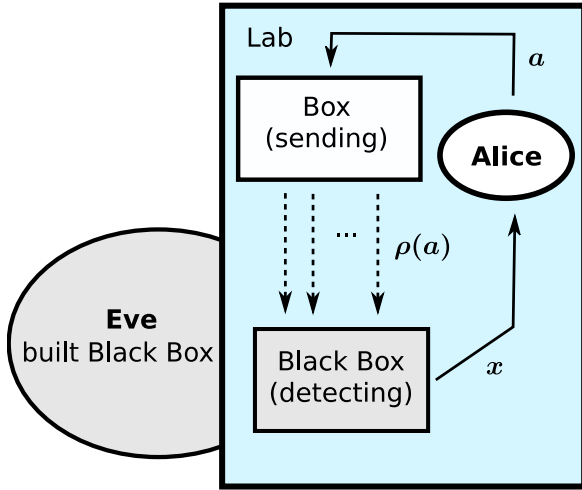 Lab
a
Box
(sending)
Alice
...
ρ(a)
Eve
built Black Box
Black Box
(detecting)
x